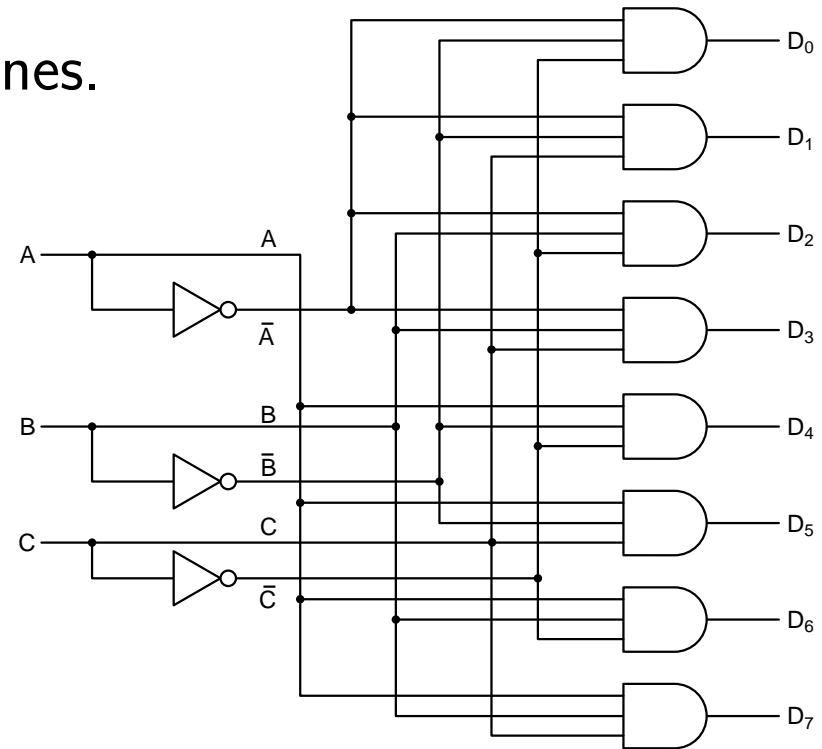 nes.
D₀
D₁
D₂
A
A
A̅
D₃
B
B
D₄
B̅
C
C
D₅
C̅
D₆
D₇